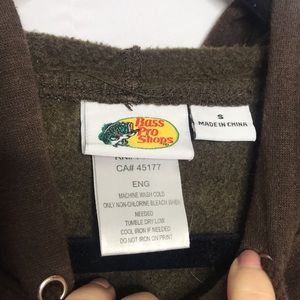 Bass
Pro
Shops
S
MADE IN CHINA
CA# 45177
ENG
MACHINE WASH COLD
ONLY NON-CHLORINE BLEACH WHEN
NEEDED
TUMBLE DRY LOW
COOL IRON IF NEEDED
DO NOT IRON ON PRINT